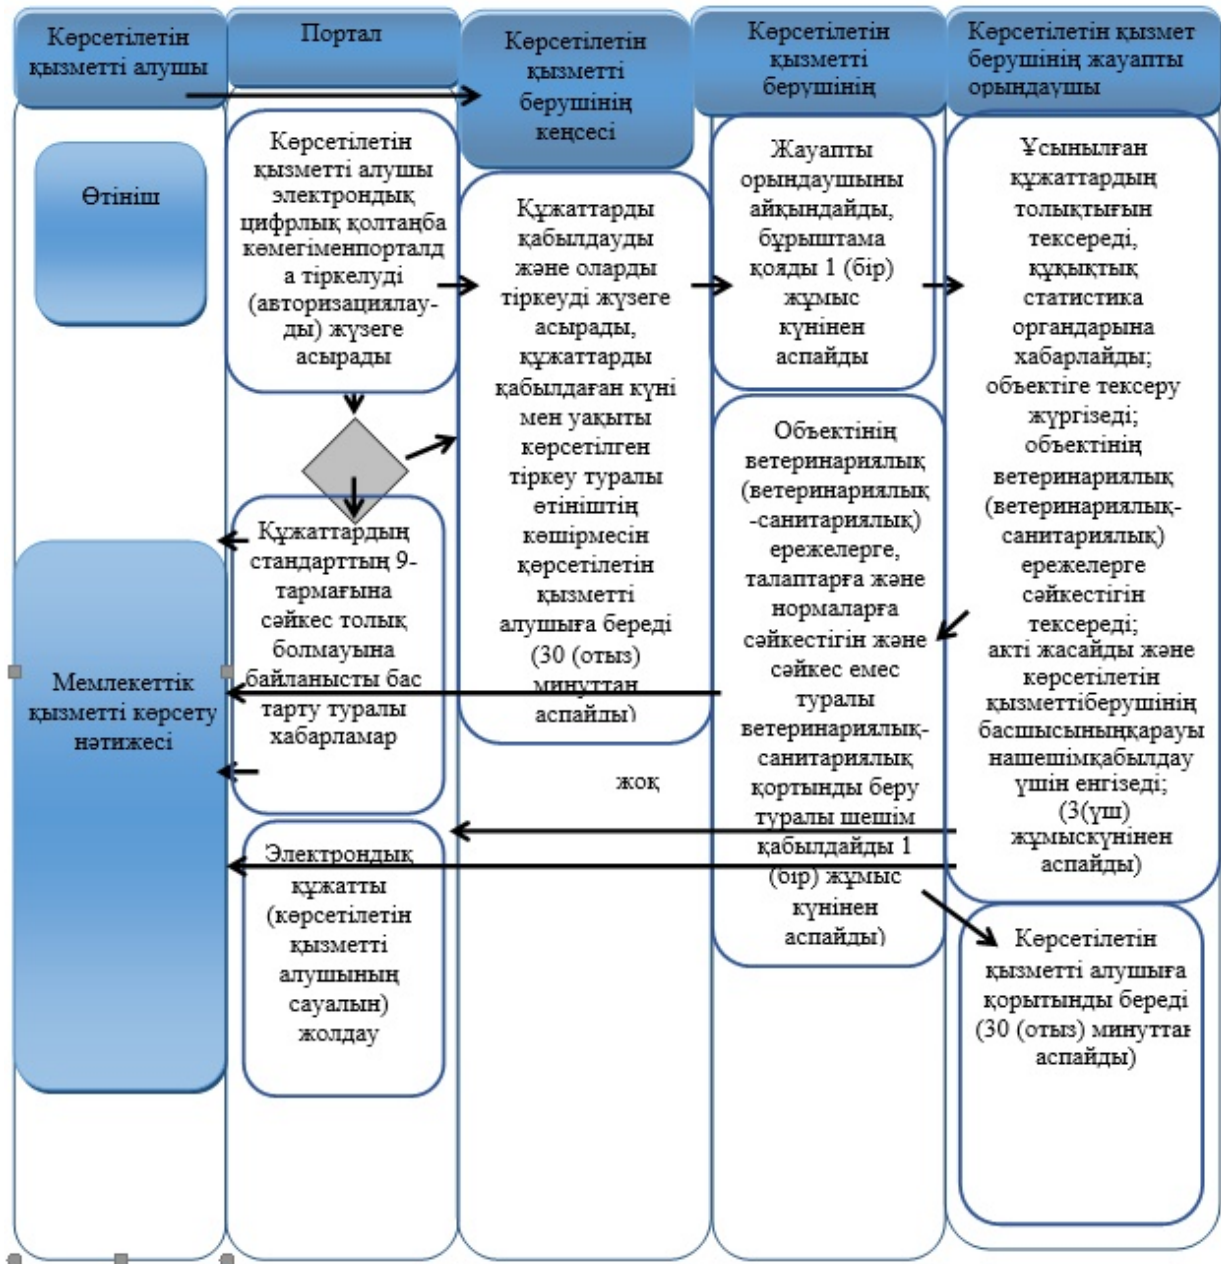 Көрсетілетін
қызметті алушы
Портал
Көрсетілетін
қызметті
берушінің
кеңсесі
Көрсетілетін
қызметті
берушінің
Көрсетілетін қызмет
берушінің жауапты
орындаушы
Өтініш
Көрсетілетін
қызметті алушы
электрондық
цифрлық қолтаңба
көмегіменпорталд
а тіркелуді
(авторизациялау-
ды) жүзеге
асырады
Құжаттарды
қабылдауды
және оларды
тіркеуді жүзеге
асырады,
құжаттарды
қабылдаған күні
мен уақыты
көрсетілген
тіркеу туралы
өтініштің
көшірмесін
көрсетілетін
қызметті
алушыға береді
(30 (отыз)
минуттан
аспайды)
Жауапты
орындаушыны
айқындайды,
бұрыштама
қояды 1 (бір)
жұмыс
күнінен
аспайды
Ұсынылған
құжаттардың
толықтығын
тексереді,
құқықтық
статистика
органдарына
хабарлайды;
объектіге тексеру
жүргізеді;
объектінің
ветеринариялық
(ветеринариялық-
санитариялық)
ережелерге
сәйкестігін
тексереді;
акті жасайды және
көрсетілетін
қызметтіберушінің
басшысыныңқарауы
нашешімқабылдау
үшін енгізеді;
(3(үш)
жұмыскүнінен
аспайды)
Құжаттардың
стандарттың 9-
тармағына
сәйкес толық
болмауына
байланысты бас
тарту туралы
хабарламар
Объектінің
ветеринариялық
(ветеринариялық
-санитариялық)
ережелерге,
талаптарға және
нормаларға
сәйкестігін және
сәйкес емес
туралы
ветеринариялық-
санитариялық
қортынды беру
туралы шешім
қабылдайды 1
(бір) жұмыс
күнінен
аспайды)
Мемлекеттік
қызметті көрсету
нәтижесі
жоқ
Электрондық
құжатты
(көрсетілетін
қызметті
алушының
сауалын)
жолдау
Көрсетілетін
қызметті алушыға
қорытынды береді
(30 (отыз) минуттан
аспайды)